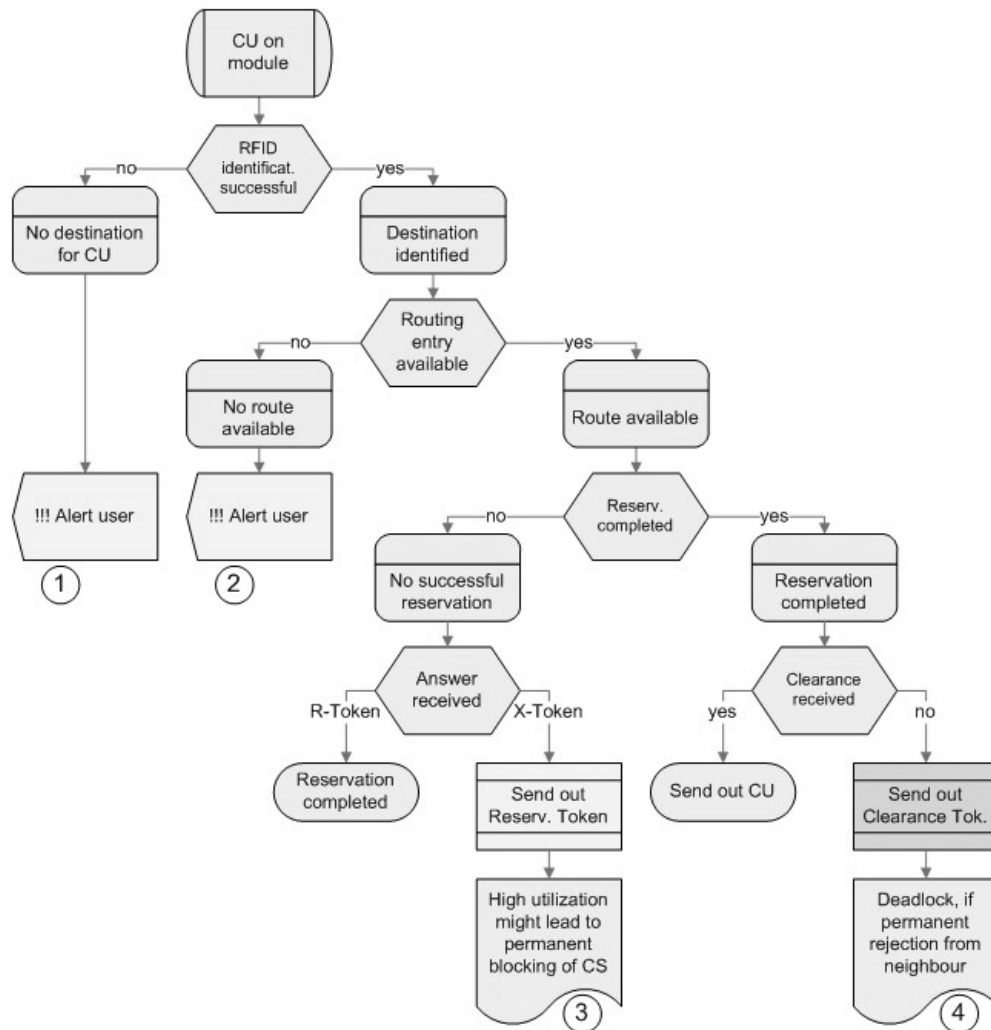 CU on
module
RFID
identificat.
successful
no
yes
No destination
for CU
Destination
identified
Routing
entry
available
no
yes
No route
available
Route available
!!! Alert user
!!! Alert user
Reserv.
completed
no
yes
1
2
No successful
reservation
Reservation
completed
Answer
received
Clearance
received
R-Token
X-Token
yes
no
Reservation
completed
Send out
Reserv. Token
Send out CU
Send out
Clearance Tok.
High utilization
might lead to
permanent
blocking of CS
Deadlock, if
permanent
rejection from
neighbour
3
4